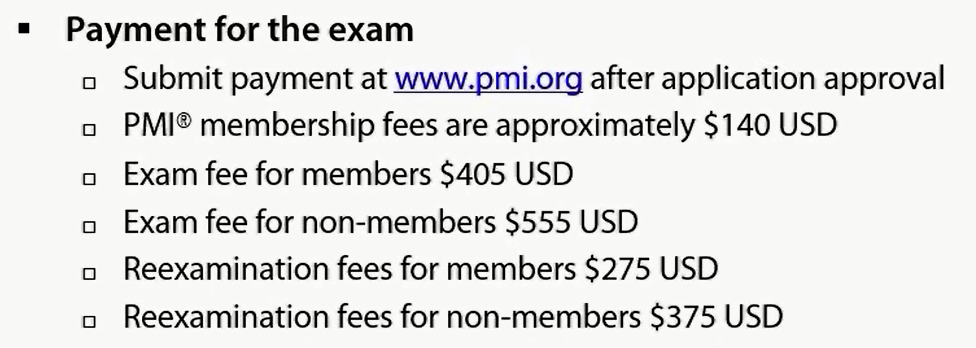 ▪ Payment for the exam
▫ Submit payment at www.pmi.org after application approval
▫ PMI® membership fees are approximately $140 USD
▫ Exam fee for members $405 USD
▫ Exam fee for non-members $555 USD
▫ Reexamination fees for members $275 USD
▫ Reexamination fees for non-members $375 USD